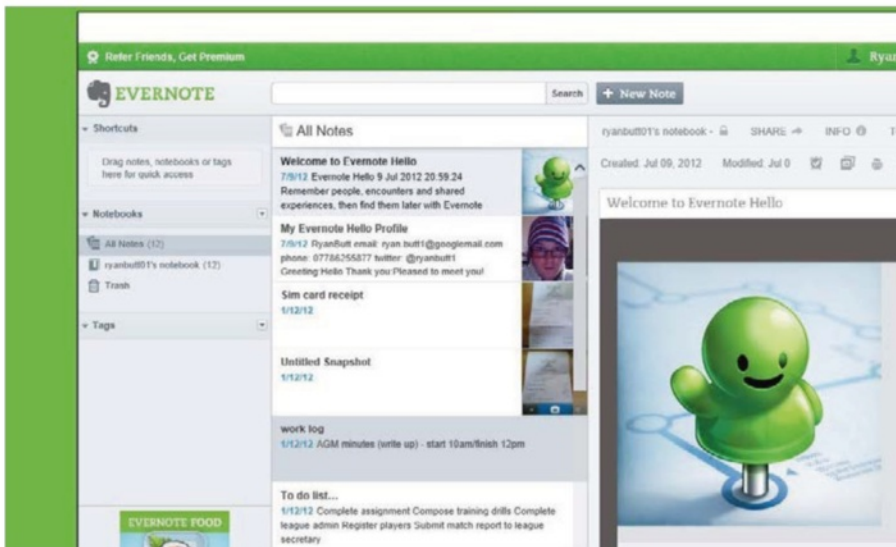 Refer Friends, Get Premium
Ryan
EVERNOTE
Search
+ New Note
Shortcuts
Drag notes, notebooks or tags
here for quick access
Notebooks
All Notes (12)
ryanbutt01's notebook (12)
Trash
Tags
EVERNOTE FOOD
All Notes
Welcome to Evernote Hello
7/9/12 Evernote Hello 9 Jul 2012 20:59:24
Remember people, encounters and shared
experiences, then find them later with Evernote
My Evernote Hello Profile
7/9/12 RyanButt email: ryan.butt1@googlemail.com
phone: 07786255877 twitter: @ryanbutt1
Greeting:Hello Thank you:Pleased to meet you!
Sim card receipt
1/12/12
Untitled Snapshot
1/12/12
work log
1/12/12 AGM minutes (write up) - start 10am/finish 12pm
To do list...
1/12/12 Complete assignment Compose training drills Complete
league admin Register players Submit match report to league
secretary
ryanbutt01's notebook
SHARE
INFO
Created: Jul 09, 2012
Modified: Jul 0
Welcome to Evernote Hello